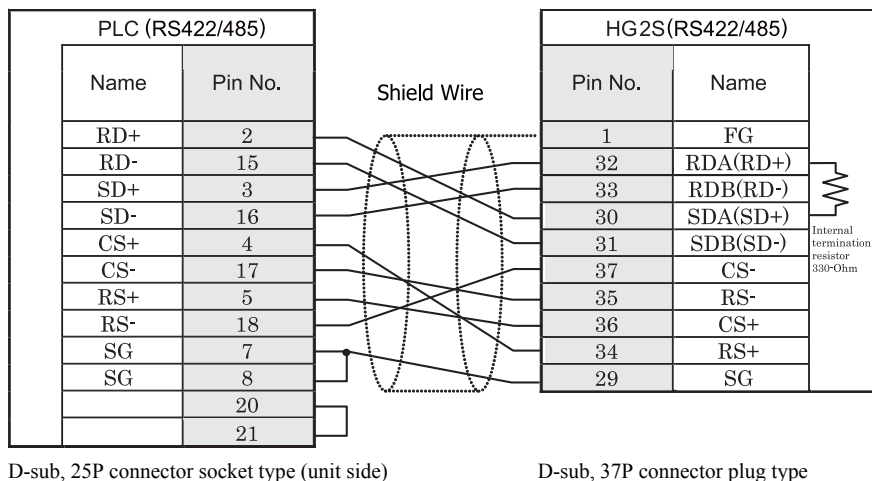 PLC (RS422/485)
Name Pin No.
RD+ 2
RD- 15
SD+ 3
SD- 16
CS+ 4
CS- 17
RS+ 5
RS- 18
SG 7
SG 8
20
21
D-sub, 25P connector socket type (unit side)
Shield Wire
HG2S(RS422/485)
Pin No. Name
1 FG
32 RDA(RD+)
33 RDB(RD-)
30 SDA(SD+)
31 SDB(SD-)
37 CS-
35 RS-
36 CS+
34 RS+
29 SG
Internal
termination
resistor
330-Ohm
D-sub, 37P connector plug type